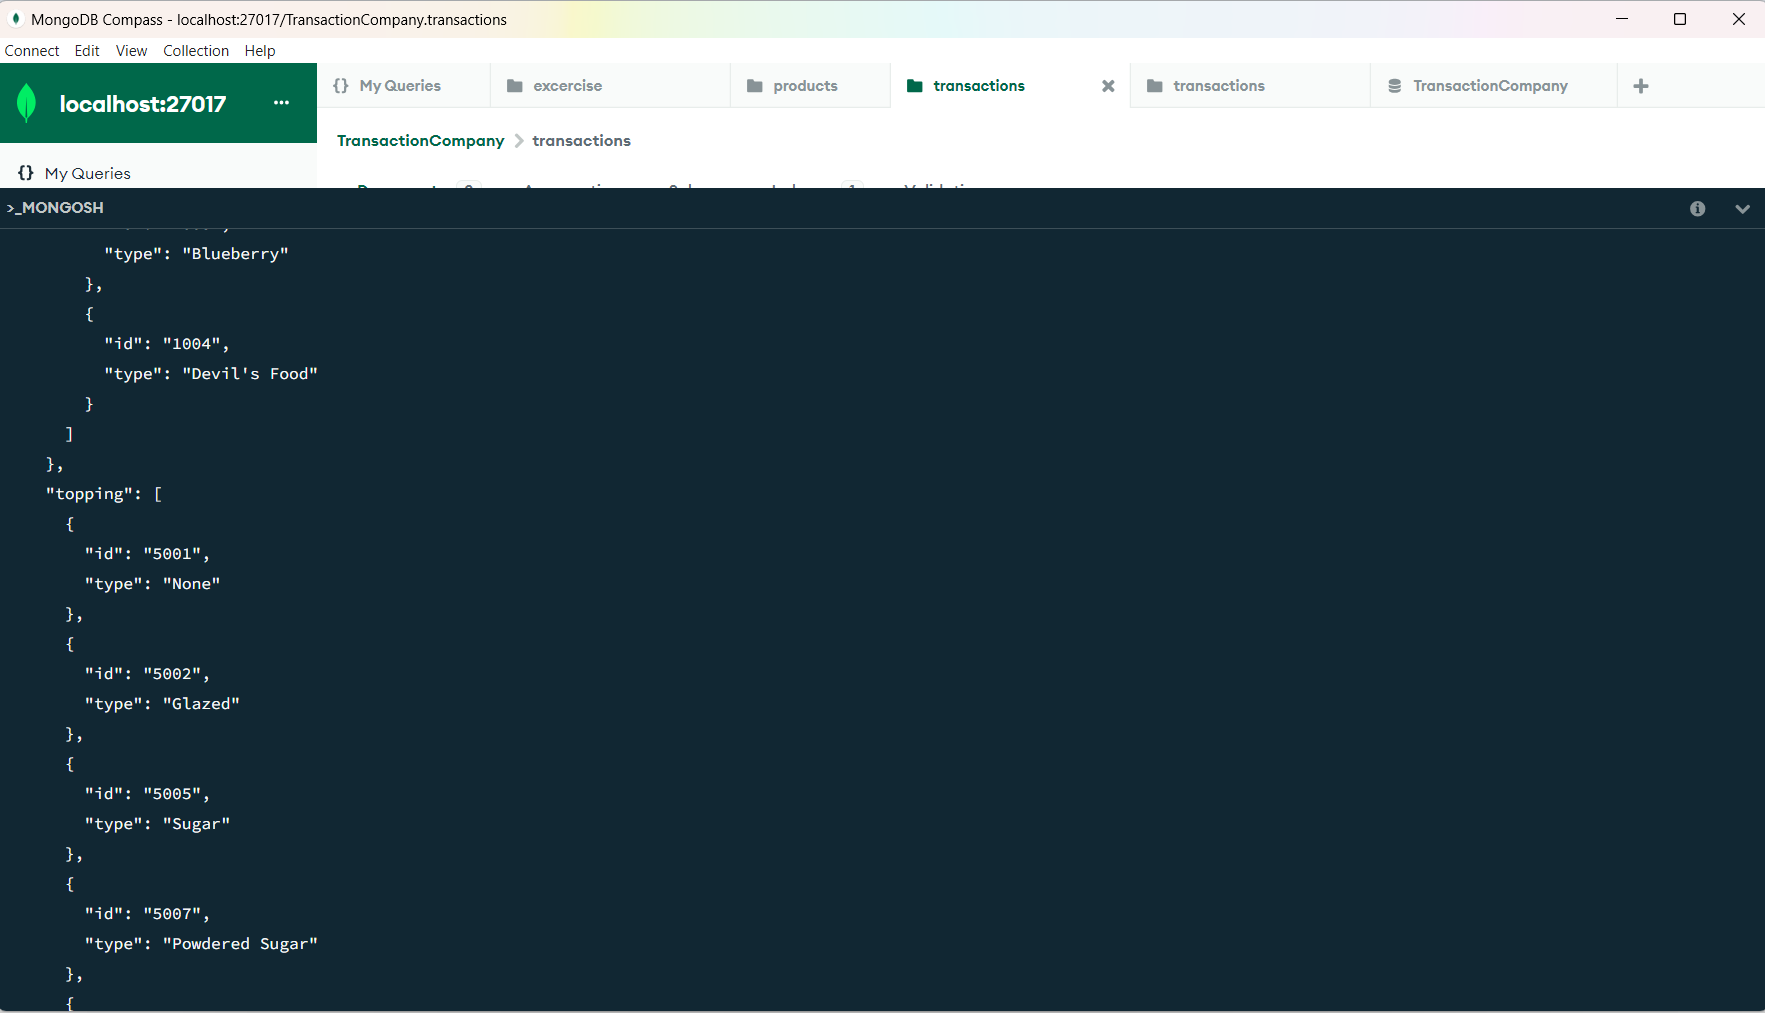 MongoDB Compass - localhost:27017/TransactionCompany.transactions
Connect Edit View Collection Help
localhost:27017 ...
{} My Queries
excercise
products
transactions
transactions
TransactionCompany
TransactionCompany > transactions
{} My Queries
>_MONGOSH
"type": "Blueberry"
},
{
"id": "1004",
"type": "Devil's Food"
}
]
},
"topping": [
{
"id": "5001",
"type": "None"
},
{
"id": "5002",
"type": "Glazed"
},
{
"id": "5005",
"type": "Sugar"
},
{
"id": "5007",
"type": "Powdered Sugar"
},
{